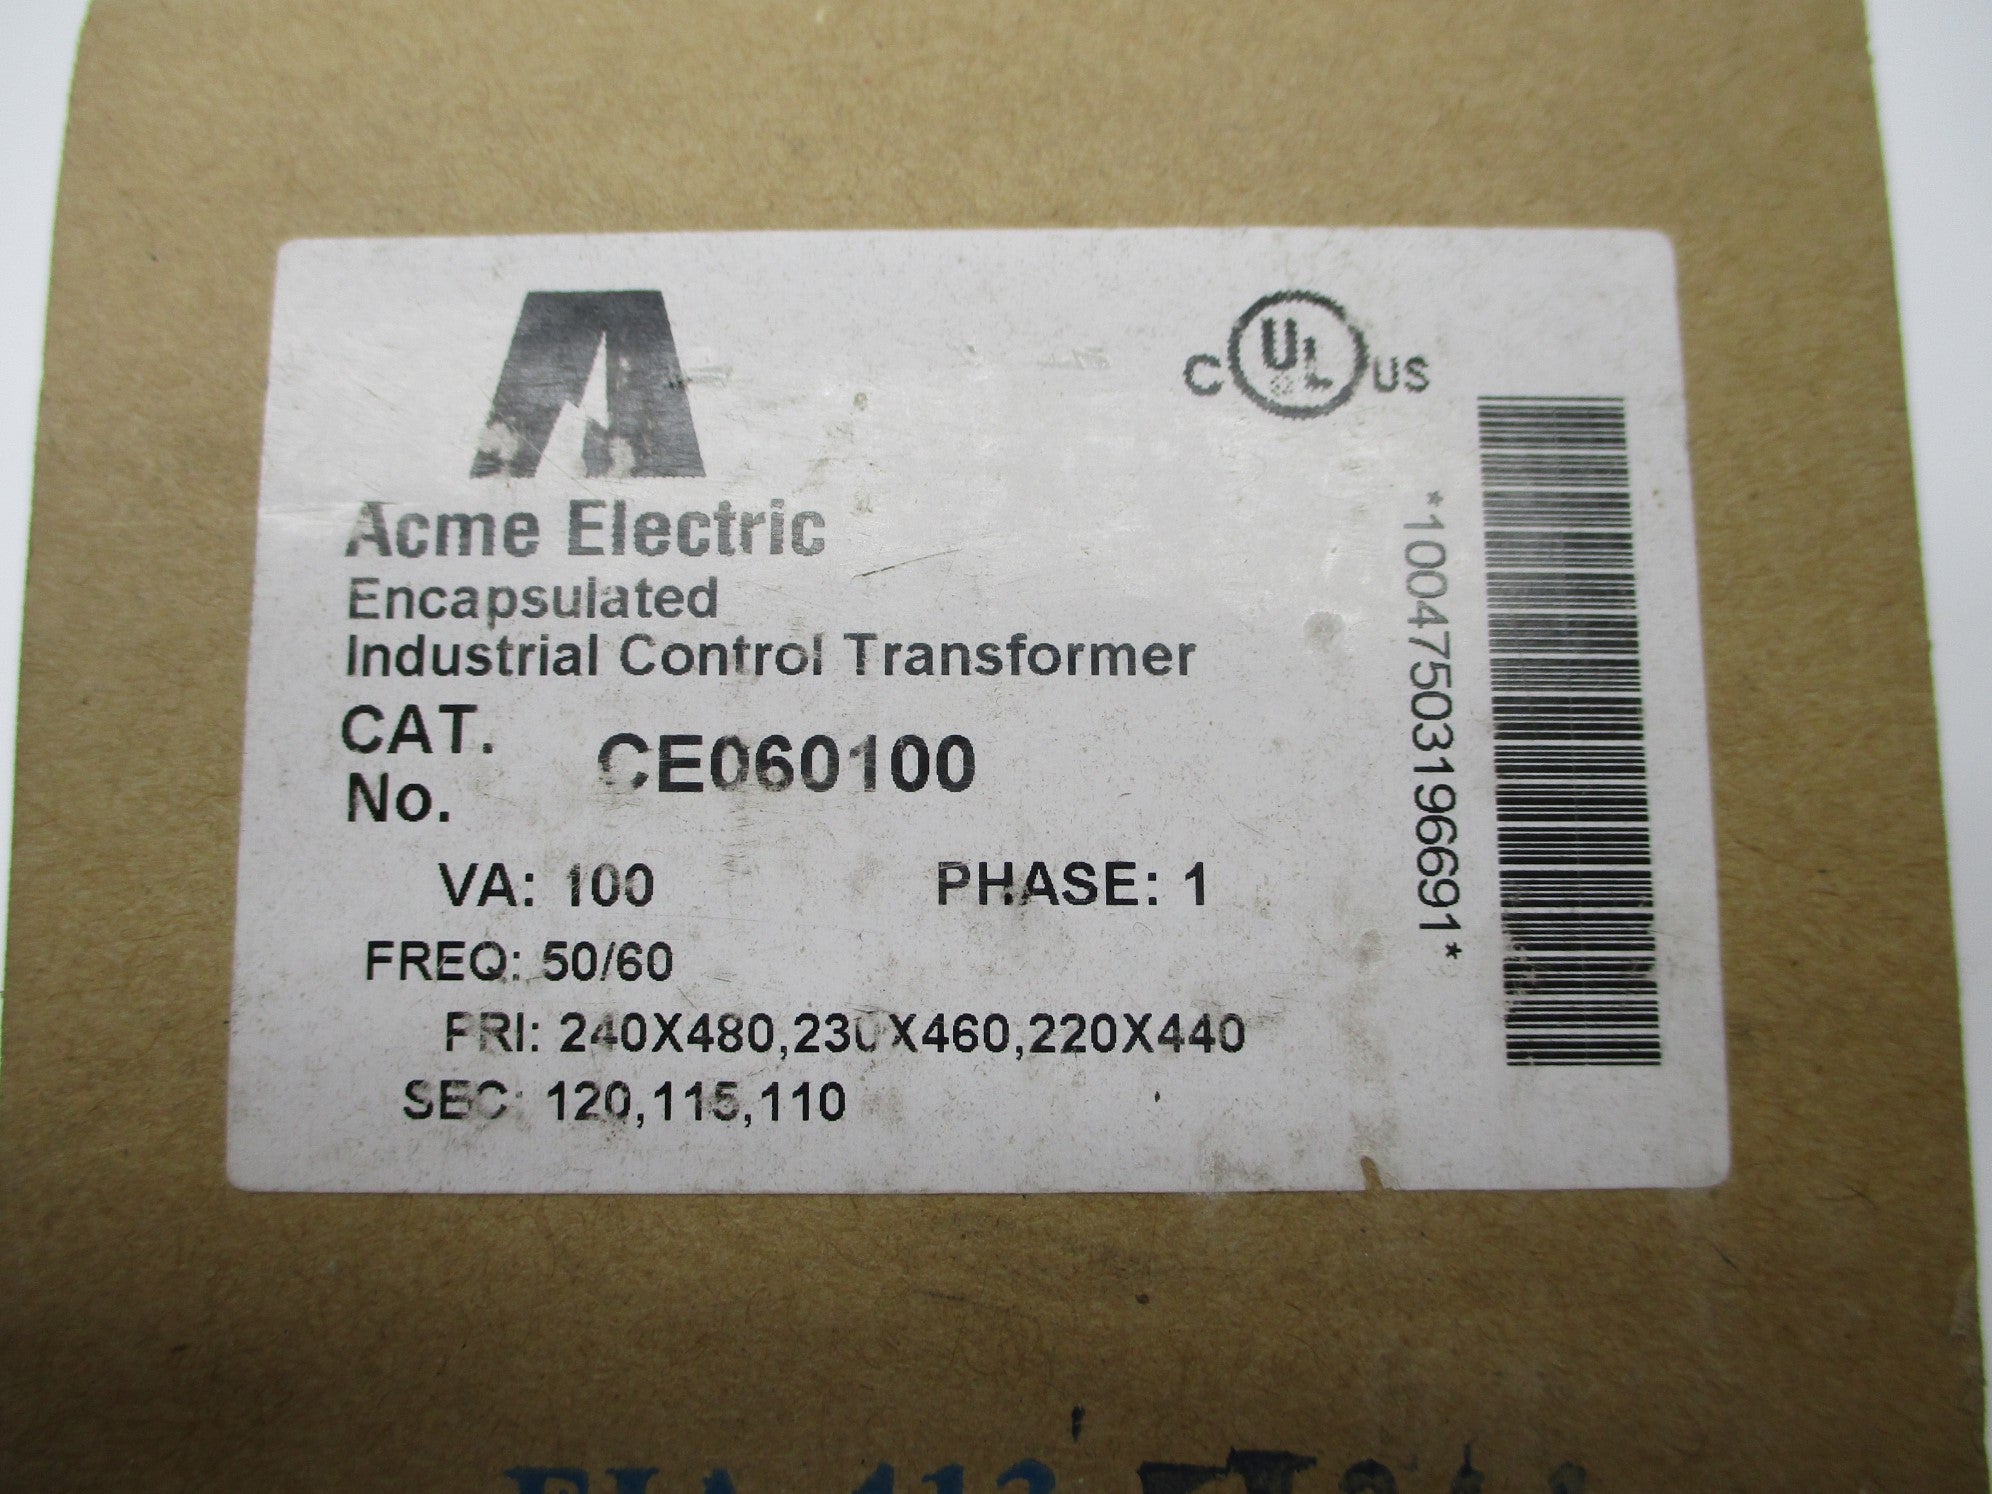 C UL US
Acme Electric
Encapsulated
Industrial Control Transformer
CAT. No. CE060100
VA: 100 PHASE: 1
FREQ: 50/60
PRI: 240X480,230X460,220X440
SEC: 120,115,110
*10047503196691*